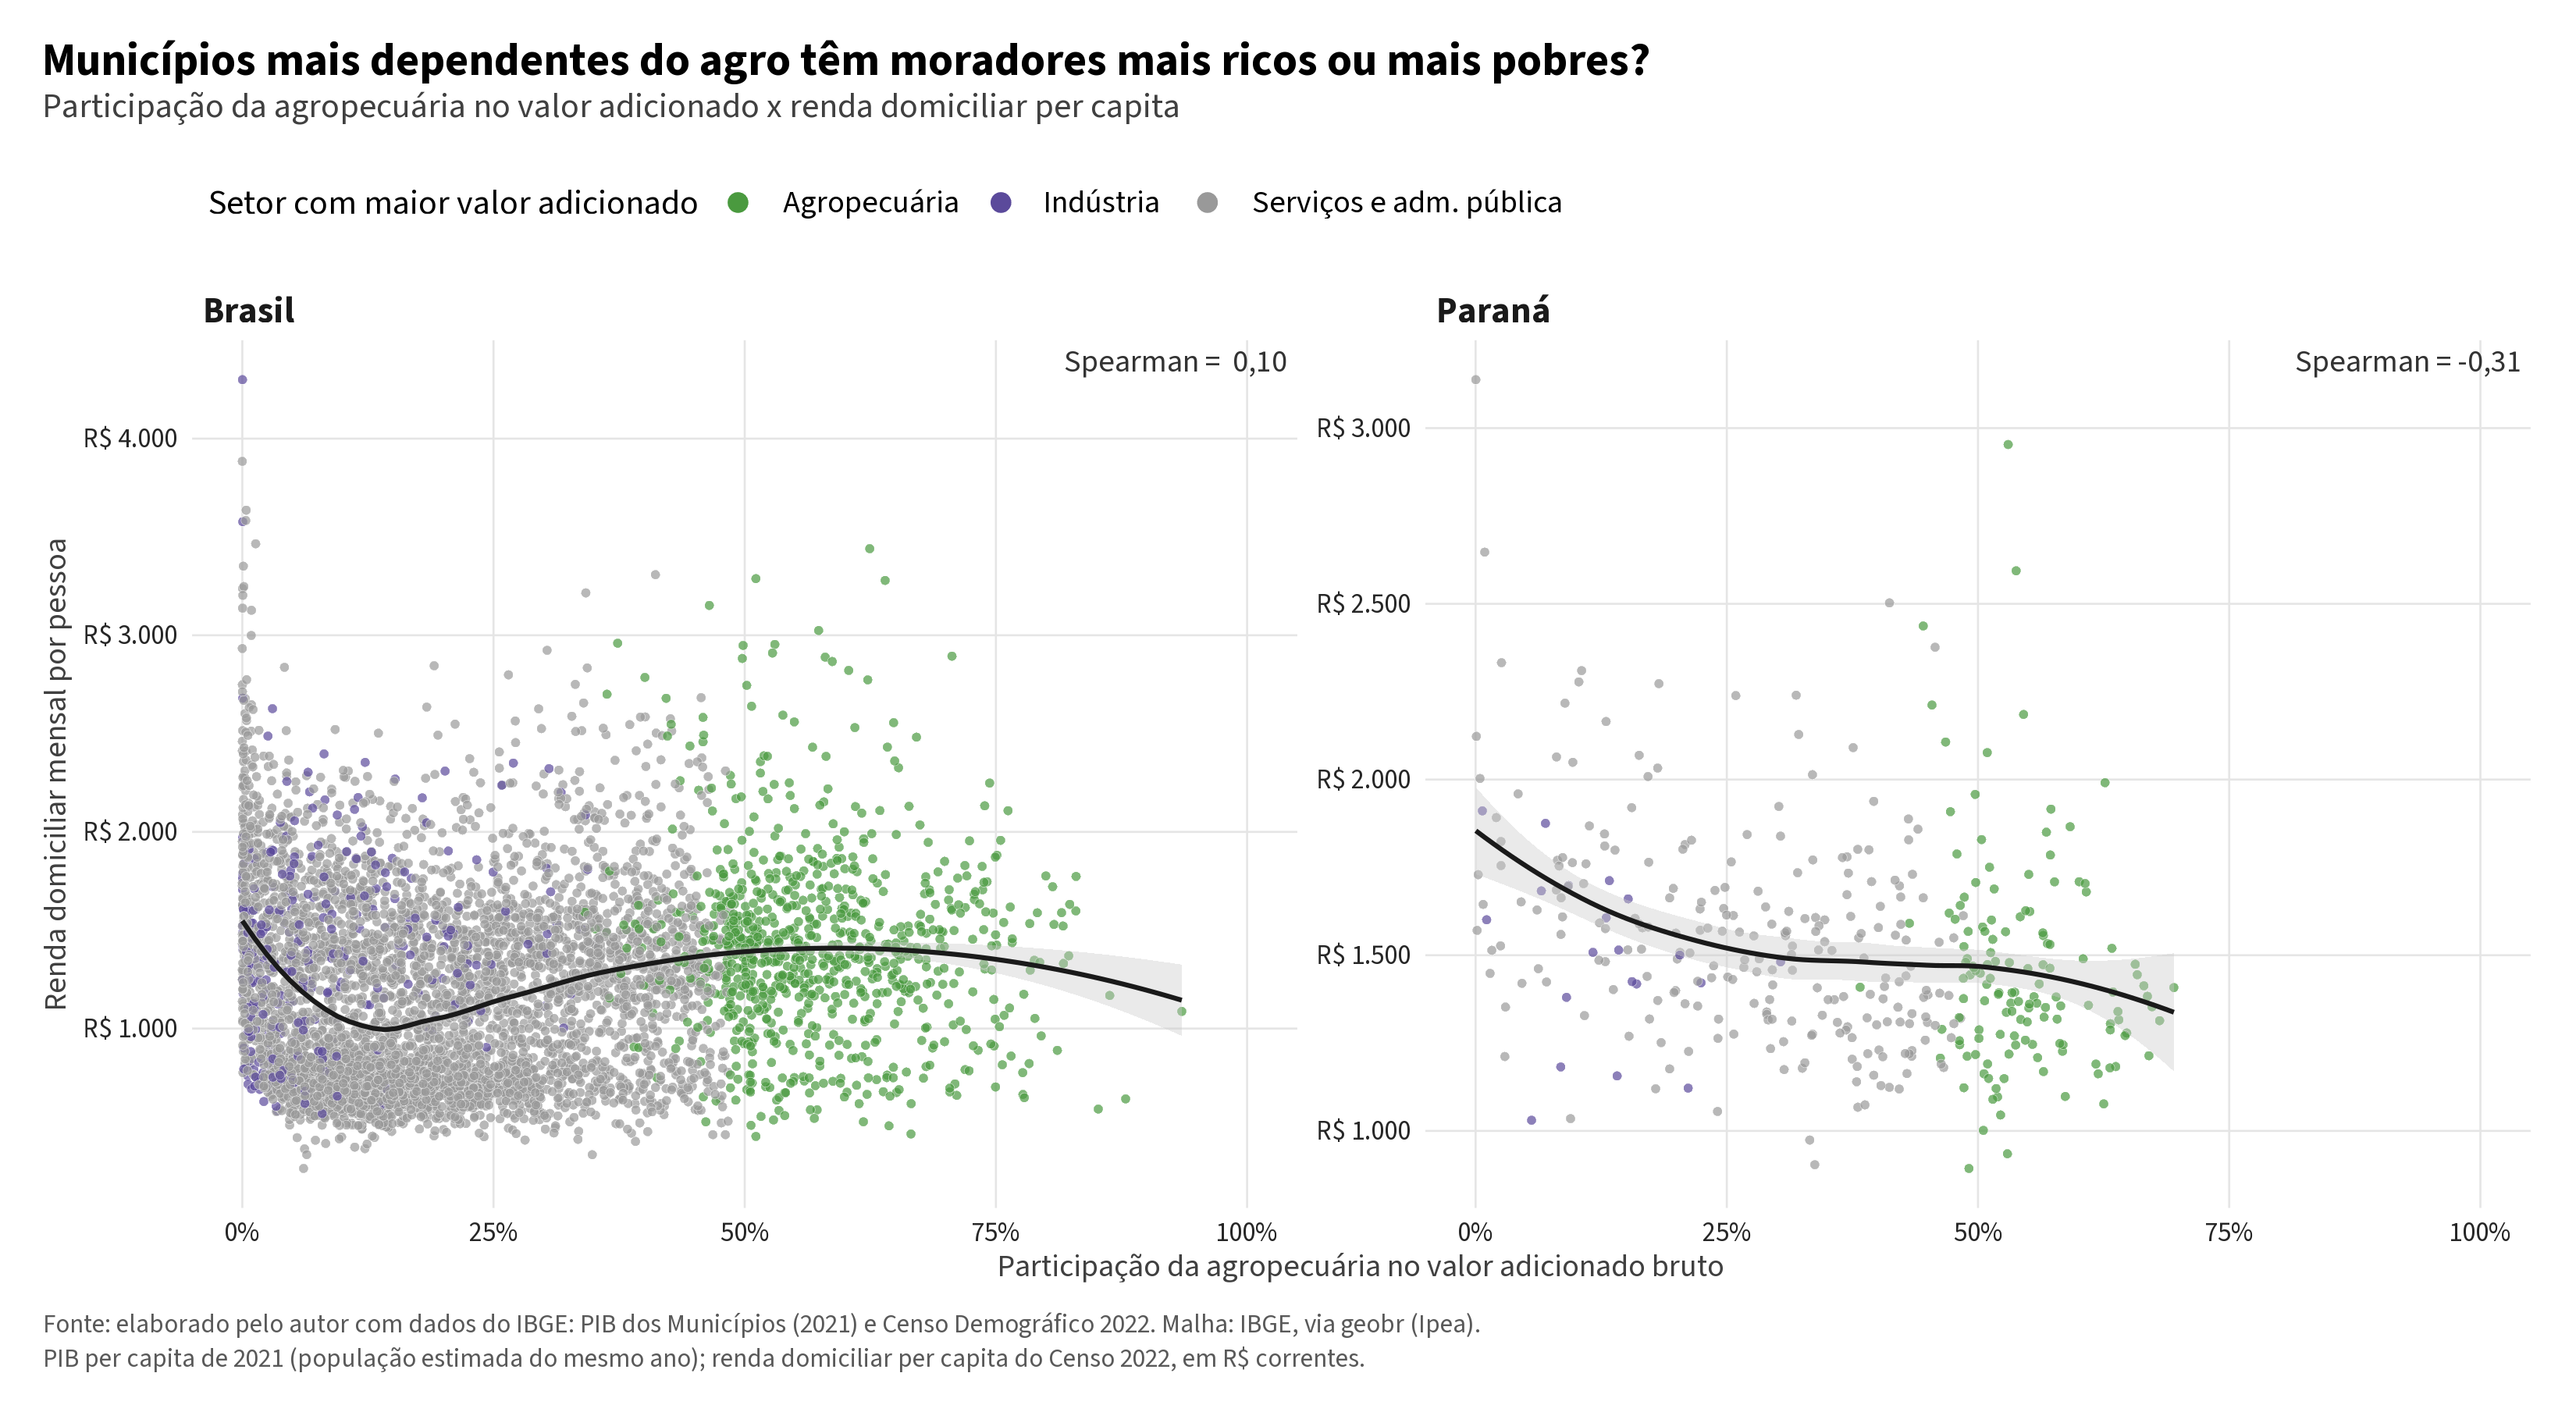 Municípios mais dependentes do agro têm moradores mais ricos ou mais pobres?
Participação da agropecuária no valor adicionado x renda domiciliar per capita
Setor com maior valor adicionado Agropecuária Indústria Serviços e adm. pública
Brasil
Spearman = 0,10
Renda domiciliar mensal por pessoa
R$ 4.000
R$ 3.000
R$ 2.000
R$ 1.000
0% 25% 50% 75% 100%
Paraná
Spearman = -0,31
R$ 3.000
R$ 2.500
R$ 2.000
R$ 1.500
R$ 1.000
0% 25% 50% 75% 100%
Participação da agropecuária no valor adicionado bruto
Fonte: elaborado pelo autor com dados do IBGE: PIB dos Municípios (2021) e Censo Demográfico 2022. Malha: IBGE, via geobr (Ipea).
PIB per capita de 2021 (população estimada do mesmo ano); renda domiciliar per capita do Censo 2022, em R$ correntes.